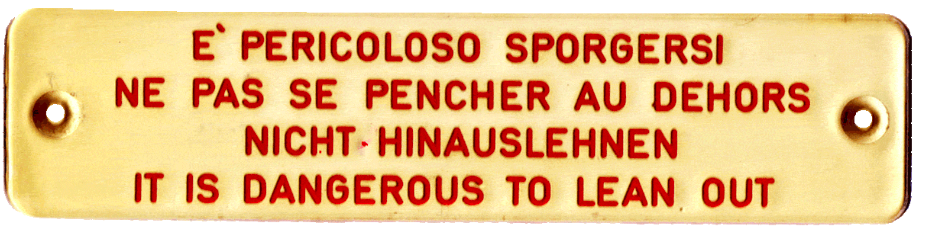 E` PERICOLOSO SPORGERSI
NE PAS SE PENCHER AU DEHORS
NICHT HINAUSLEHNEN
IT IS DANGEROUS TO LEAN OUT